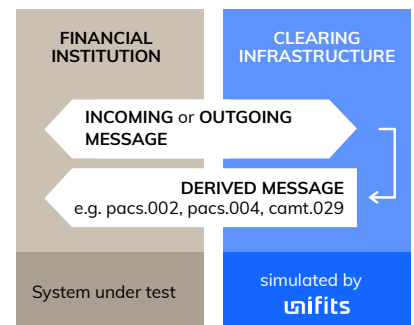 FINANCIAL
INSTITUTION
CLEARING
INFRASTRUCTURE
INCOMING or OUTGOING
MESSAGE
DERIVED MESSAGE
e.g. pacs.002, pacs.004, camt.029
System under test
simulated by
unifits